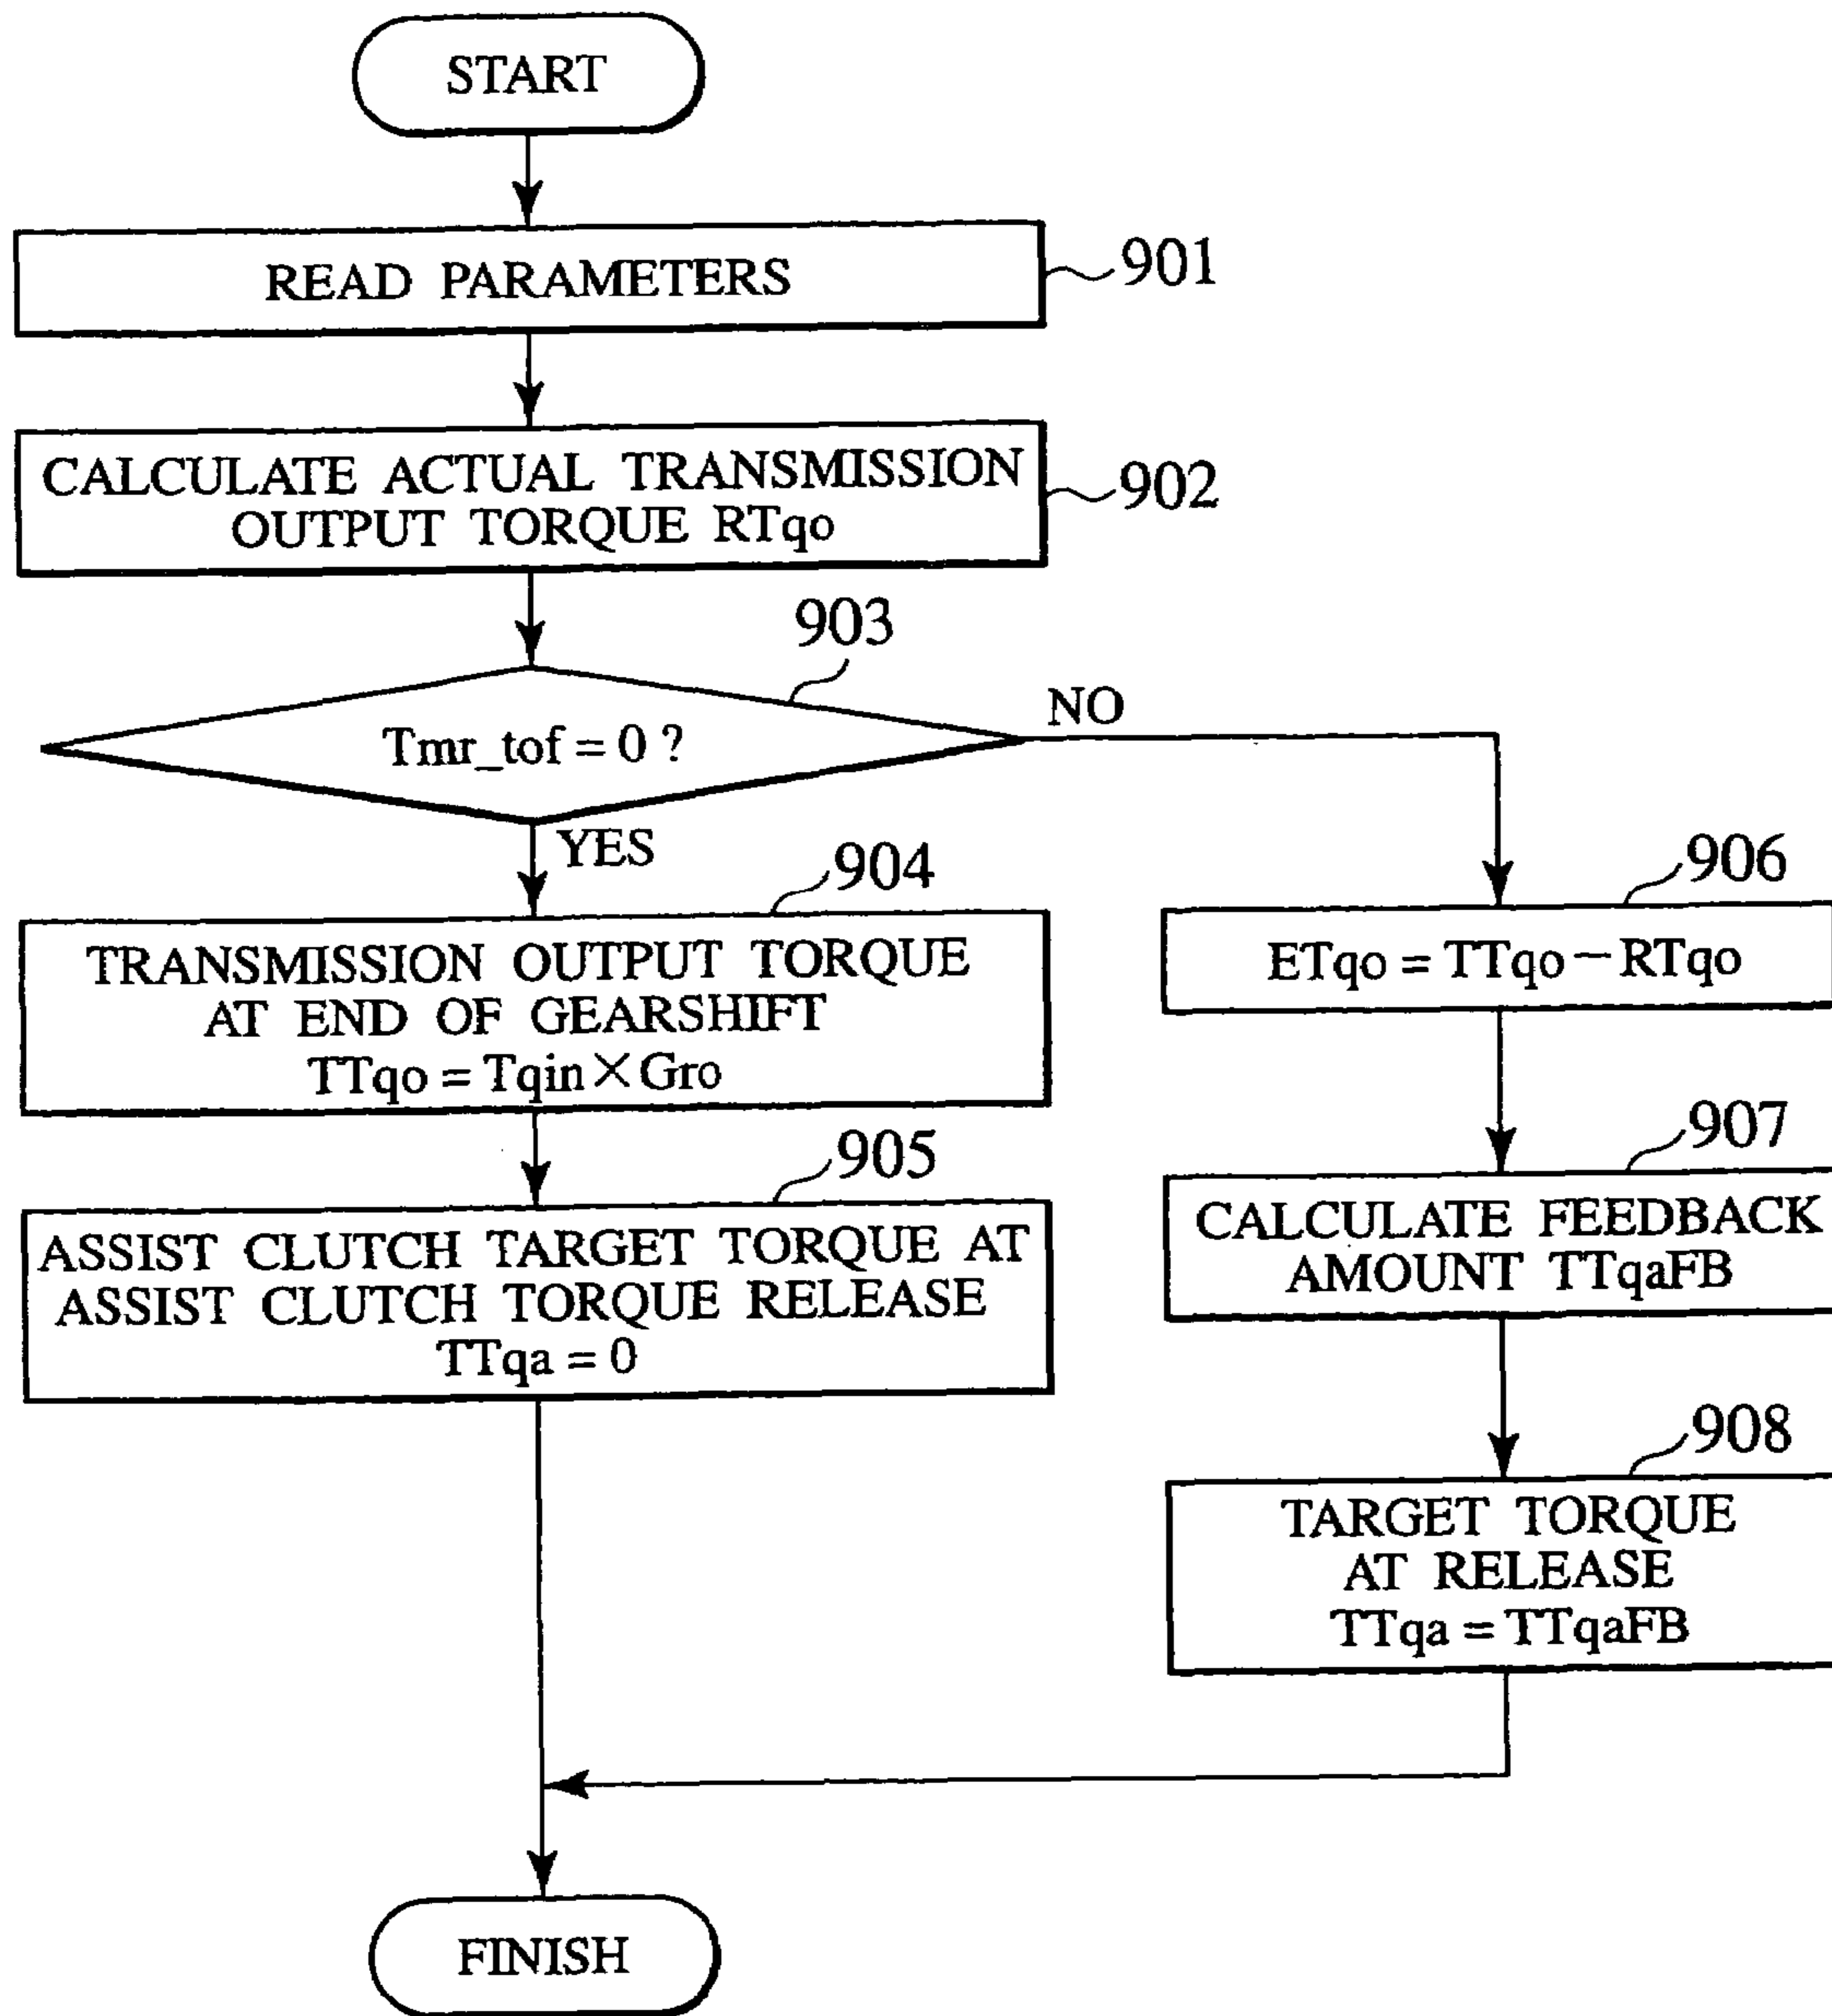 START
READ PARAMETERS
901
CALCULATE ACTUAL TRANSMISSION
OUTPUT TORQUE RTqo
902
903
Tmr_tof = 0 ?
NO
YES
904
TRANSMISSION OUTPUT TORQUE
AT END OF GEARSHIFT
TTqo = Tqin × Gro
905
ASSIST CLUTCH TARGET TORQUE AT
ASSIST CLUTCH TORQUE RELEASE
TTqa = 0
906
ETqo = TTqo − RTqo
907
CALCULATE FEEDBACK
AMOUNT TTqaFB
908
TARGET TORQUE
AT RELEASE
TTqa = TTqaFB
FINISH